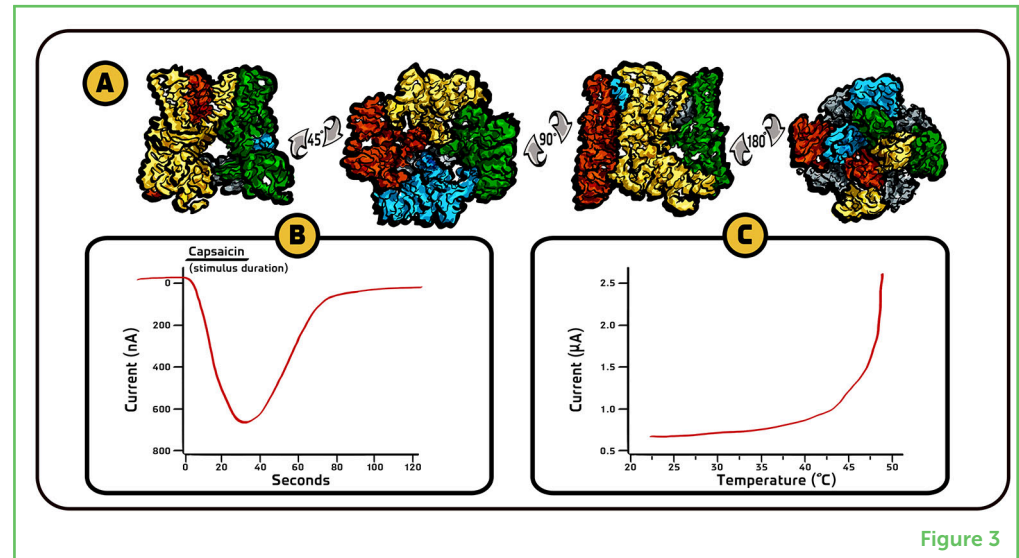 A
45°
90°
180°
B
Capsaicin
(stimulus duration)
0
200
400
600
800
Current (nA)
0
20
40
60
80
100
120
Seconds
C
2.5
2.0
1.5
1.0
0.5
Current (µA)
20
25
30
35
40
45
50
Temperature (°C)
Figure 3